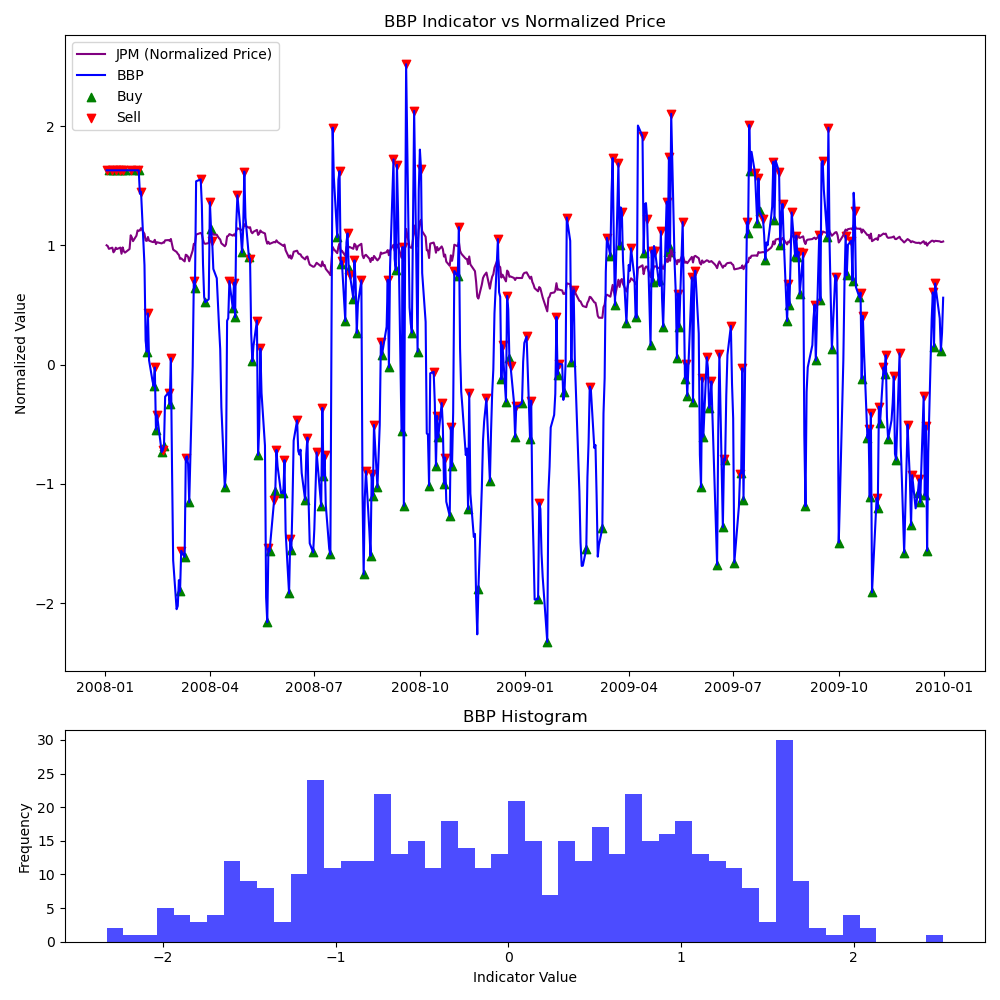 BBP Indicator vs Normalized Price
JPM (Normalized Price)
BBP
Buy
Sell
Normalized Value
2
1
0
−1
−2
2008-01 2008-04 2008-07 2008-10 2009-01 2009-04 2009-07 2009-10 2010-01
BBP Histogram
Frequency
30
25
20
15
10
5
0
−2 −1 0 1 2
Indicator Value